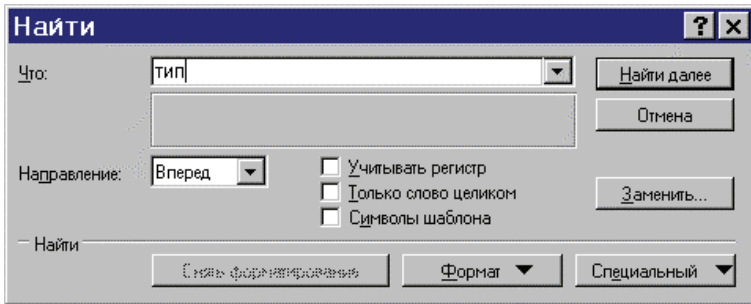 Найти
Что: тип Найти далее
Отмена
Направление: Вперед Учитывать регистр
Только слово целиком Заменить...
Символы шаблона
Найти
Снять форматирование Формат Специальный